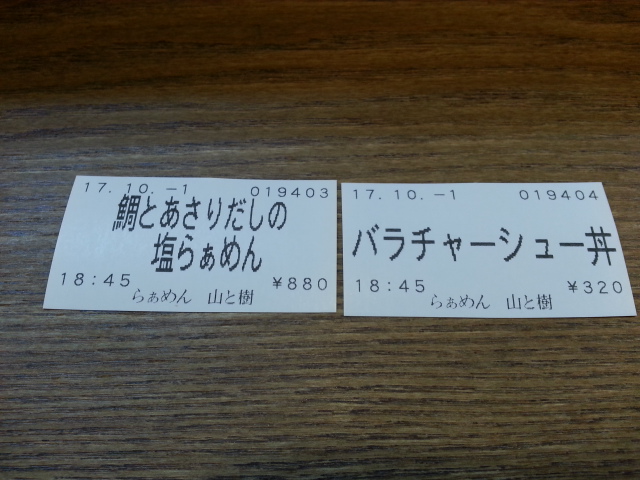 17.10.-1 019403
鯛とあさりだしの
塩らぁめん
18:45 ¥880
らぁめん 山と樹
17.10.-1 019404
バラチャーシュー丼
18:45 ¥320
らぁめん 山と樹